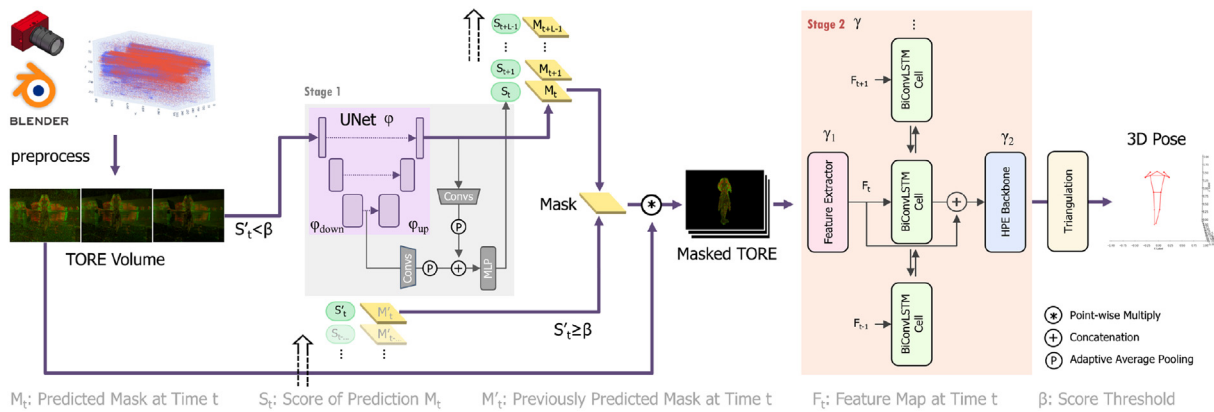 BLENDER
preprocess
TORE Volume
S't<β
Stage 1
UNet φ
φdown
φup
Convs
P
Convs
P
+
MLP
St+L-1
Mt+L-1
St+1
Mt+1
St
Mt
S't
M't
S't≥β
Mask
*
Masked TORE
Stage 2
γ
Ft+1
BiConvLSTM
Cell
γ1
Feature Extractor
Ft
BiConvLSTM
Cell
+
γ2
HPE Backbone
Ft-1
BiConvLSTM
Cell
Triangulation
3D Pose
* Point-wise Multiply
+ Concatenation
P Adaptive Average Pooling
Mt: Predicted Mask at Time t
St: Score of Prediction Mt
M't: Previously Predicted Mask at Time t
Ft: Feature Map at Time t
β: Score Threshold